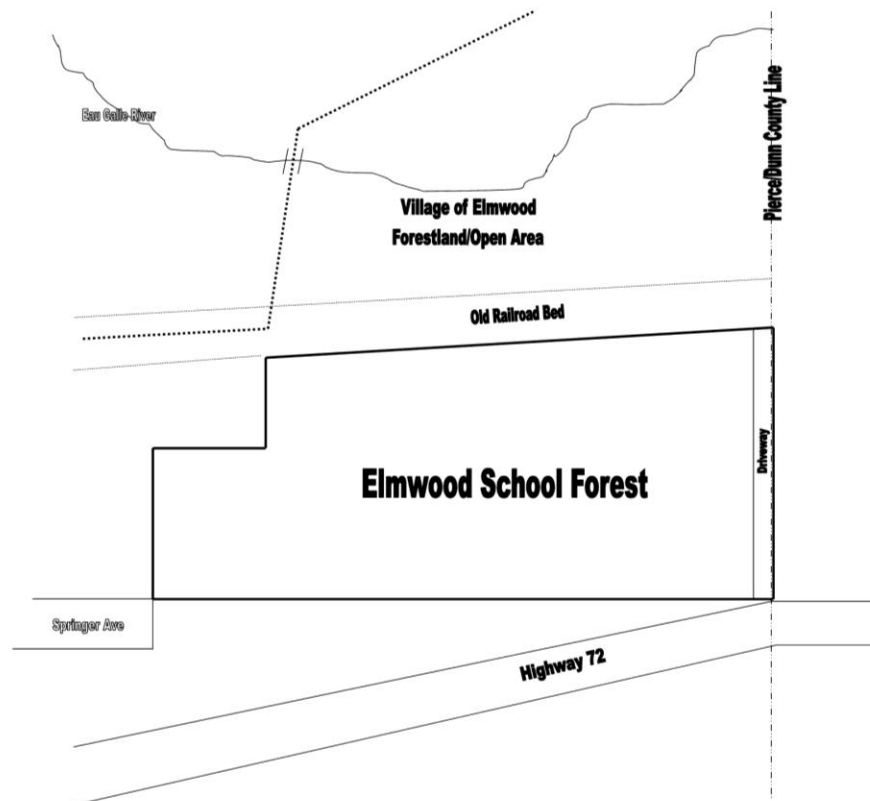 Eau Galle River
Pierce/Dunn County Line
Village of Elmwood
Forestland/Open Area
Old Railroad Bed
Driveway
Elmwood School Forest
Springer Ave
Highway 72